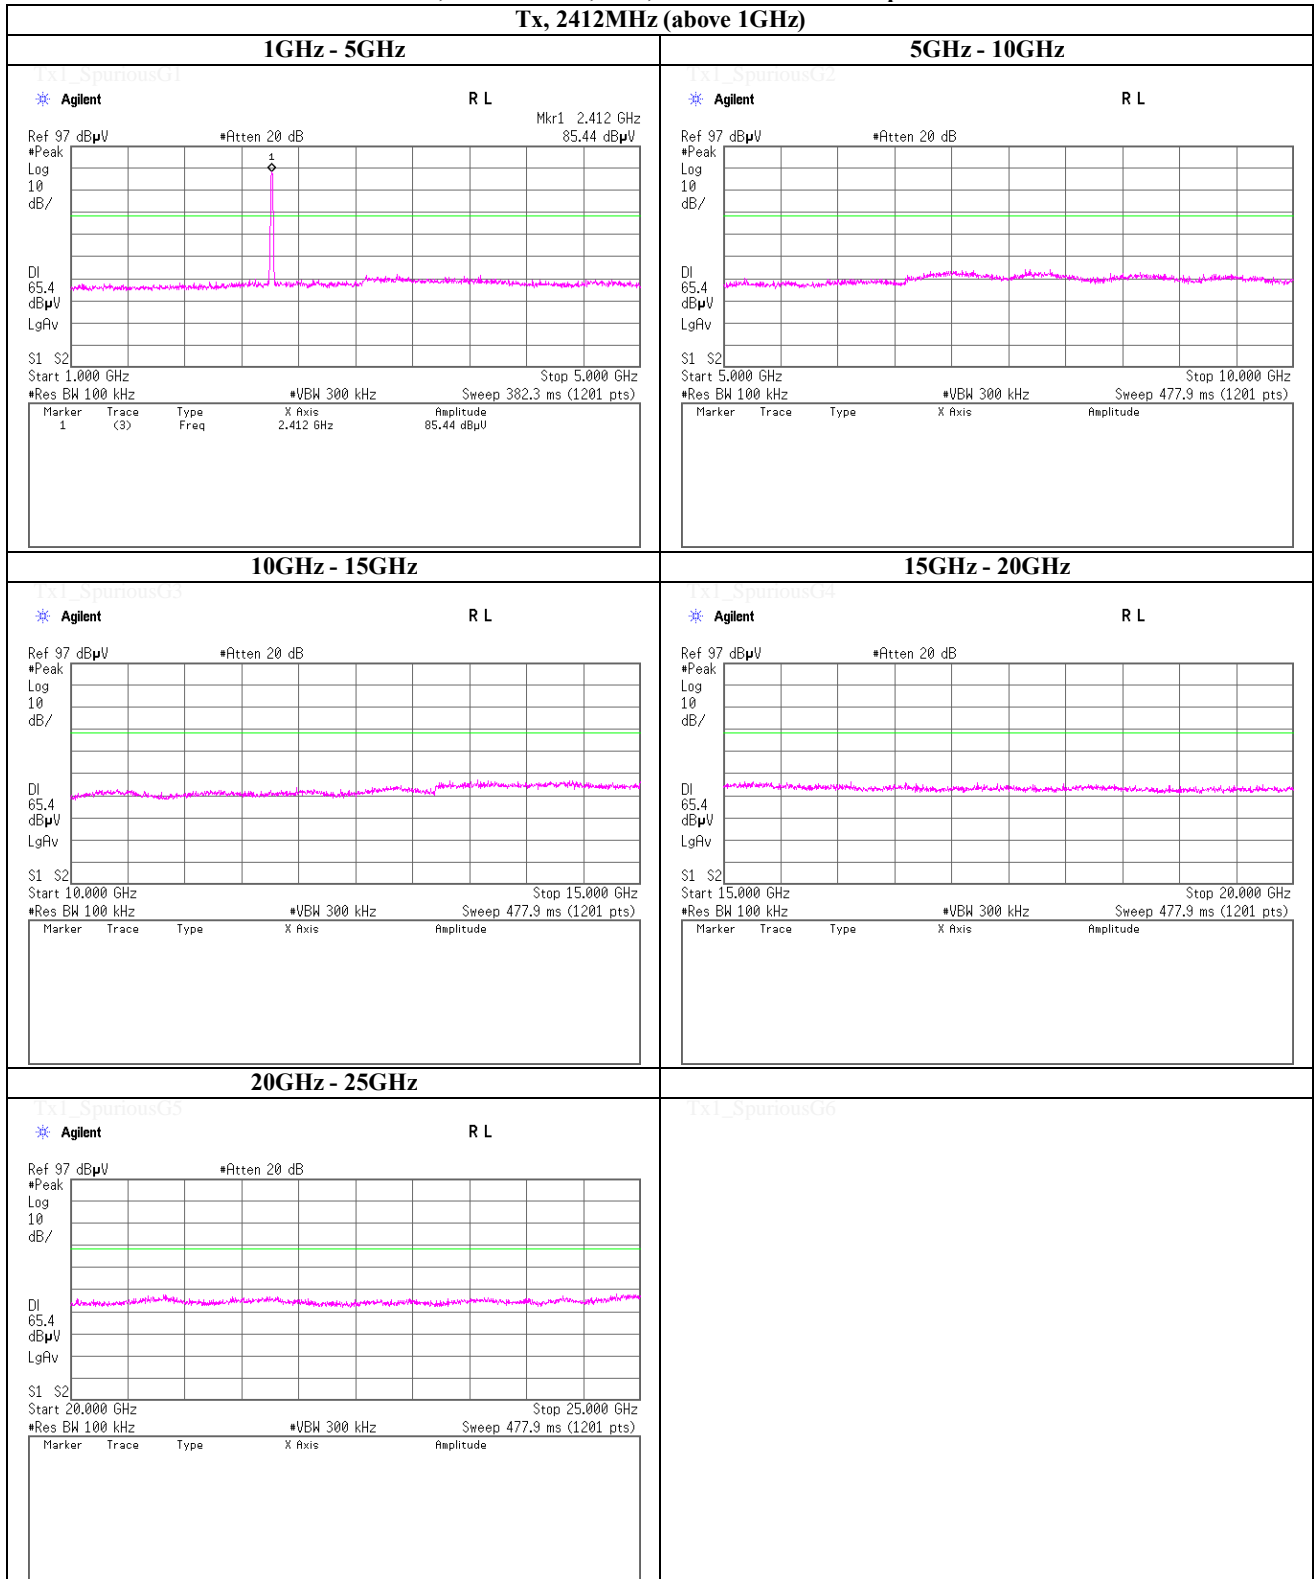 Tx, 2412MHz (above 1GHz)
1GHz - 5GHz
Tx1_SpuriousG1
Agilent R L
Mkr1 2.412 GHz
Ref 97 dBµV #Atten 20 dB 85.44 dBµV
#Peak
Log
10
dB/
1
DI
65.4
dBµV
LgAv
S1 S2
Start 1.000 GHz Stop 5.000 GHz
#Res BW 100 kHz #VBW 300 kHz Sweep 382.3 ms (1201 pts)
Marker Trace Type X Axis Amplitude
1 (3) Freq 2.412 GHz 85.44 dBµV
5GHz - 10GHz
Tx1_SpuriousG2
Agilent R L
Ref 97 dBµV #Atten 20 dB
#Peak
Log
10
dB/
DI
65.4
dBµV
LgAv
S1 S2
Start 5.000 GHz Stop 10.000 GHz
#Res BW 100 kHz #VBW 300 kHz Sweep 477.9 ms (1201 pts)
Marker Trace Type X Axis Amplitude
10GHz - 15GHz
Tx1_SpuriousG3
Agilent R L
Ref 97 dBµV #Atten 20 dB
#Peak
Log
10
dB/
DI
65.4
dBµV
LgAv
S1 S2
Start 10.000 GHz Stop 15.000 GHz
#Res BW 100 kHz #VBW 300 kHz Sweep 477.9 ms (1201 pts)
Marker Trace Type X Axis Amplitude
15GHz - 20GHz
Tx1_SpuriousG4
Agilent R L
Ref 97 dBµV #Atten 20 dB
#Peak
Log
10
dB/
DI
65.4
dBµV
LgAv
S1 S2
Start 15.000 GHz Stop 20.000 GHz
#Res BW 100 kHz #VBW 300 kHz Sweep 477.9 ms (1201 pts)
Marker Trace Type X Axis Amplitude
20GHz - 25GHz
Tx1_SpuriousG5
Agilent R L
Ref 97 dBµV #Atten 20 dB
#Peak
Log
10
dB/
DI
65.4
dBµV
LgAv
S1 S2
Start 20.000 GHz Stop 25.000 GHz
#Res BW 100 kHz #VBW 300 kHz Sweep 477.9 ms (1201 pts)
Marker Trace Type X Axis Amplitude
Tx1_SpuriousG6